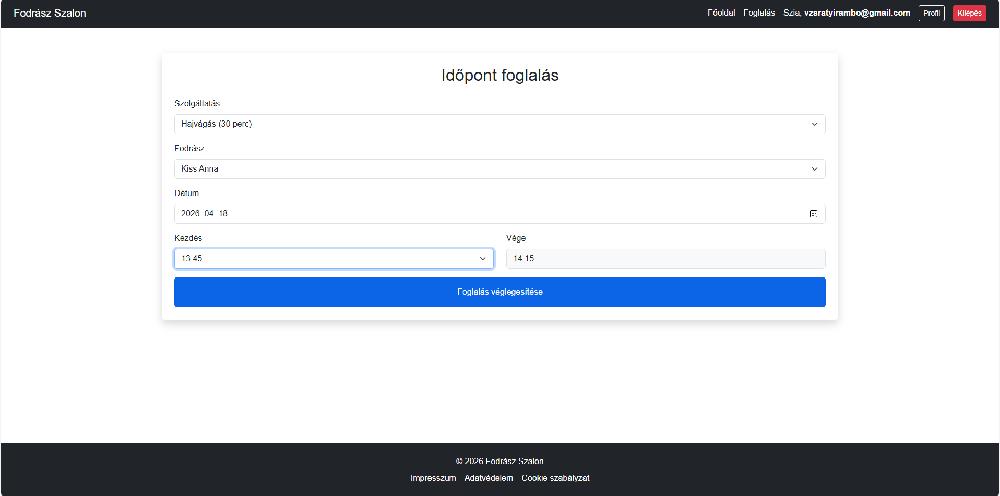 Fodrász Szalon
Főoldal Foglalás Szia, vzsratyirambo@gmail.com Profil Kilépés
Időpont foglalás
Szolgáltatás
Hajvágás (30 perc)
Fodrász
Kiss Anna
Dátum
2026. 04. 18.
Kezdés Vége
13:45 14:15
Foglalás véglegesítése
© 2026 Fodrász Szalon
Impresszum Adatvédelem Cookie szabályzat